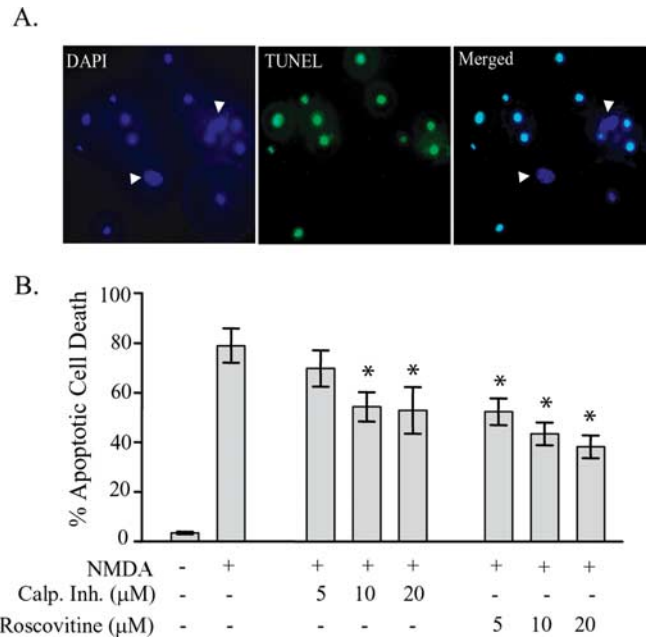 A.
DAPI TUNEL Merged
B.
% Apoptotic Cell Death
100
80
60
40
20
0
* * * * *
NMDA - + + + + + + +
Calp. Inh. (μM) - - 5 10 20 - - -
Roscovitine (μM) - - - - - 5 10 20